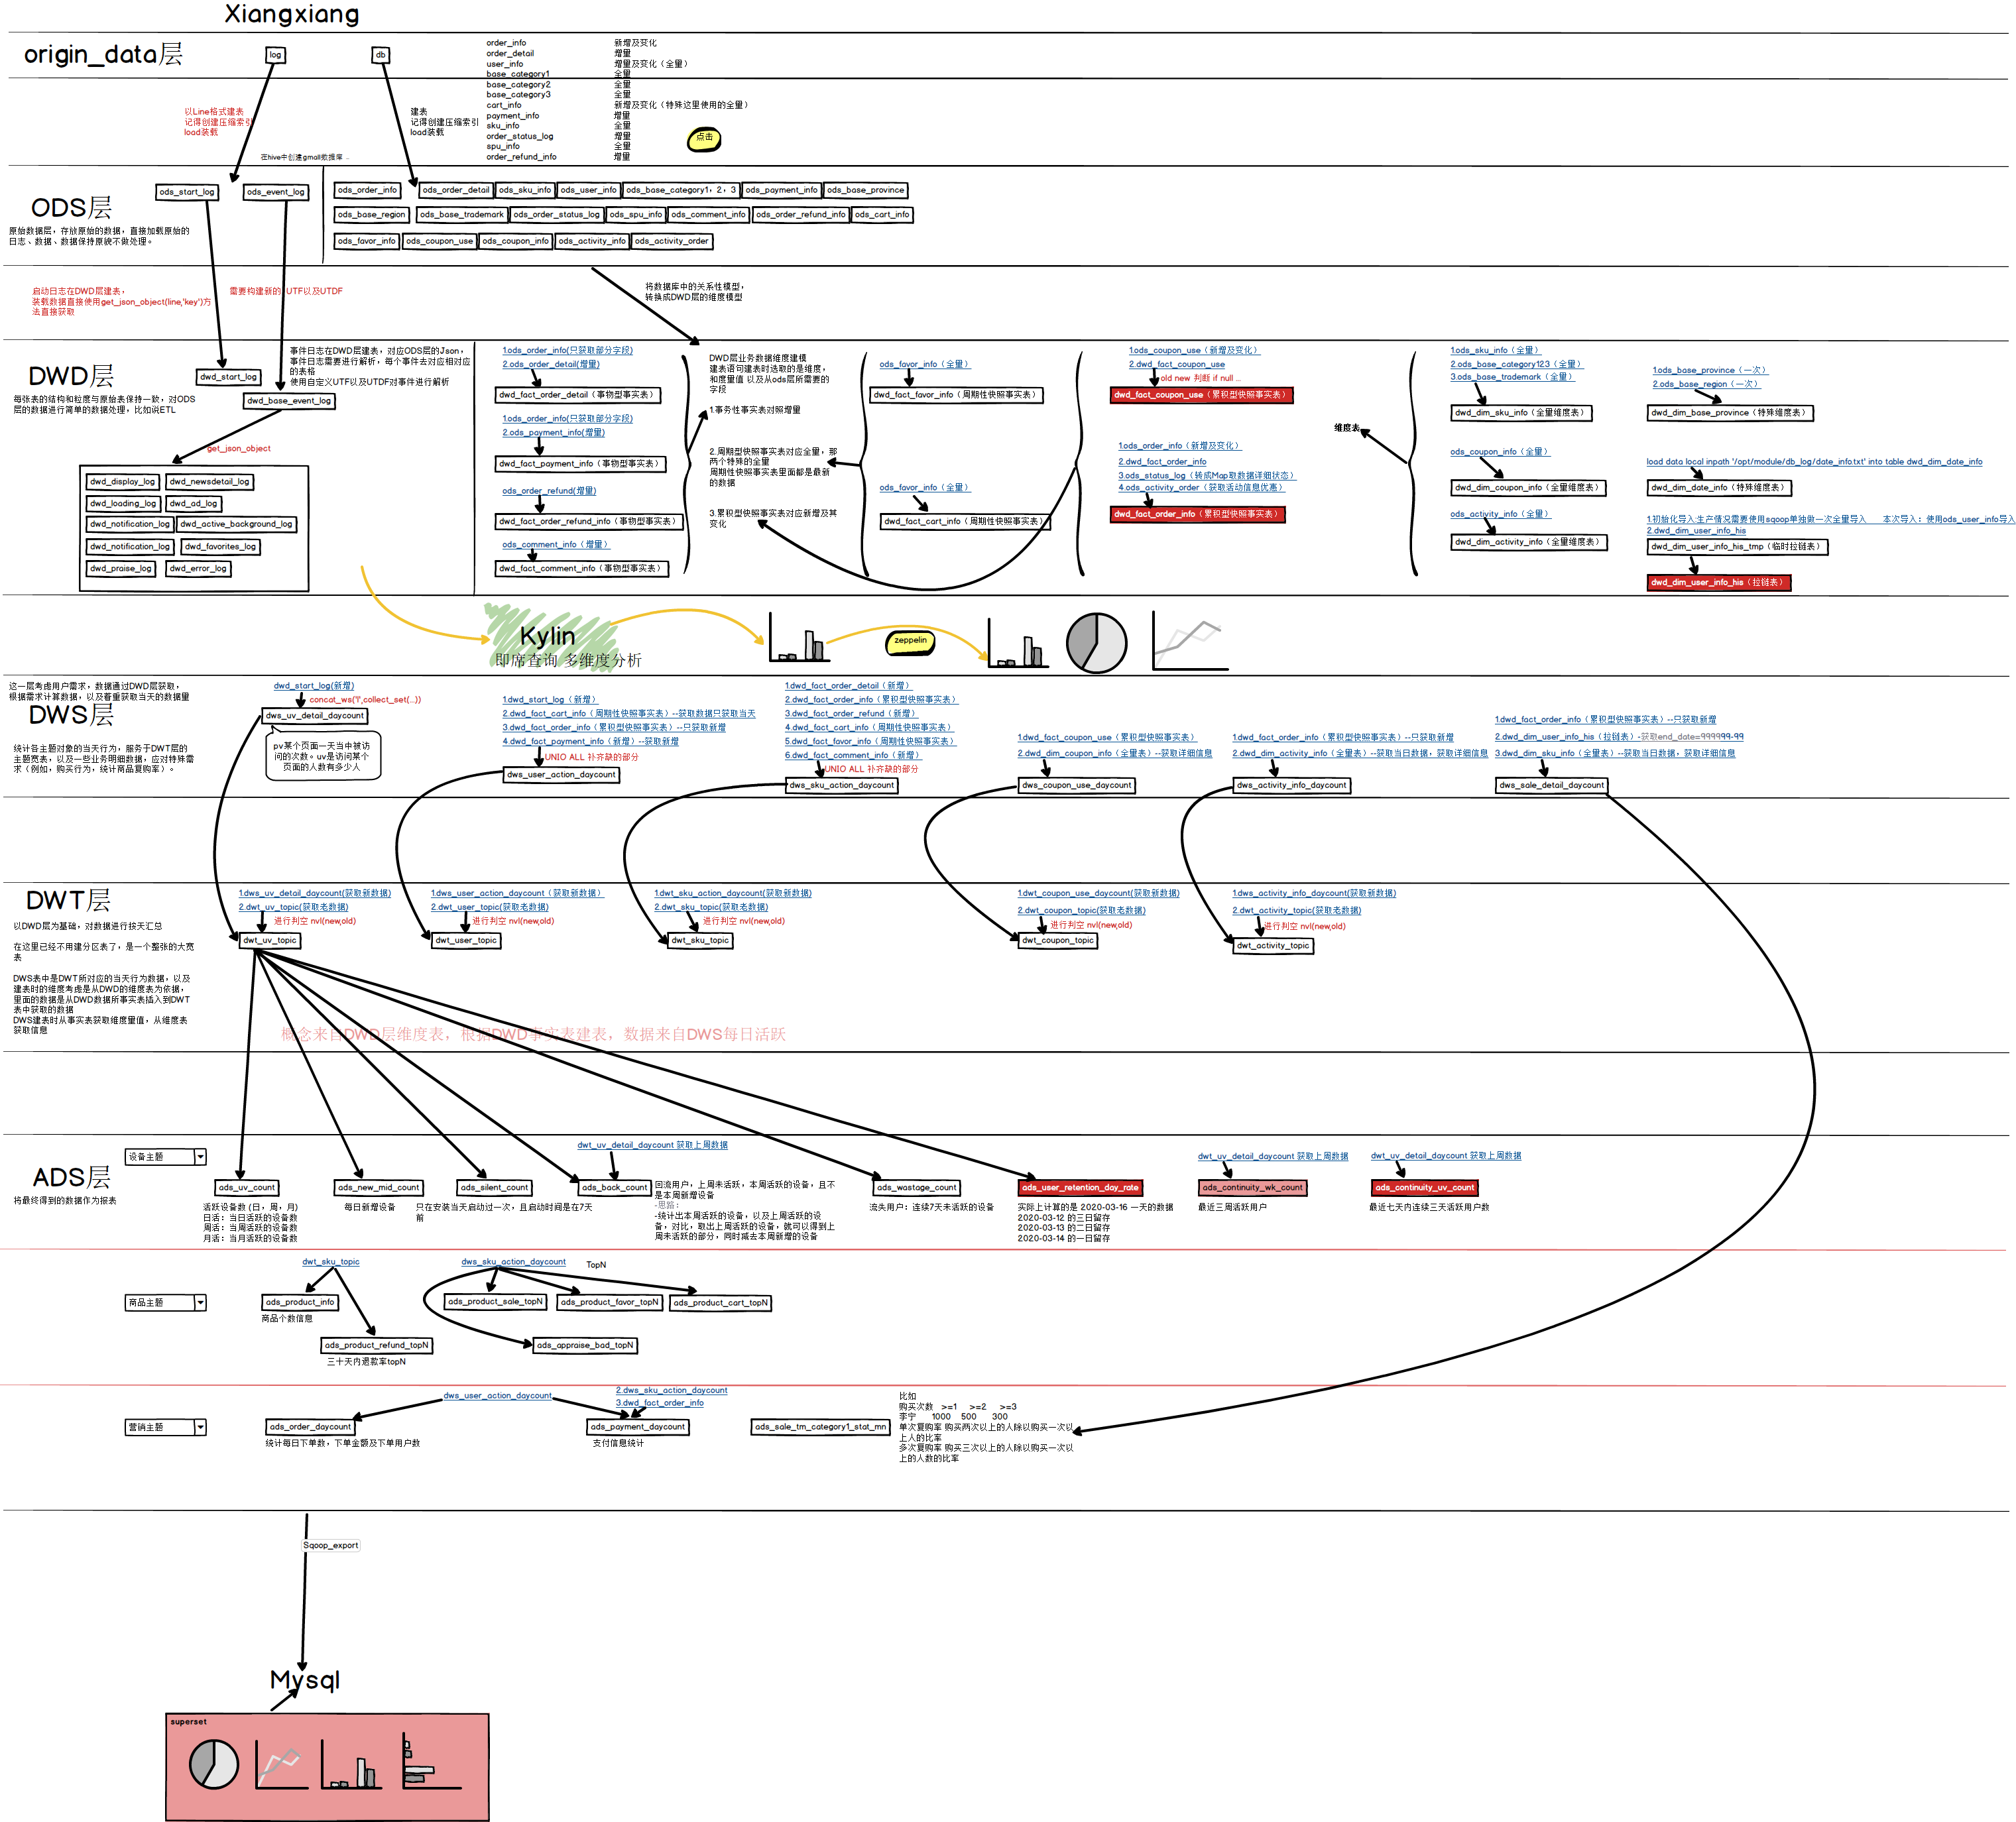 Xiangxiang
origin_data层
log
db
order_info 新增及变化
order_detail 增量
user_info 增量及变化（全量）
base_category1 全量
base_category2 全量
base_category3 全量
cart_info 新增及变化（特殊这里使用的全量）
payment_info 增量
sku_info 全量
order_status_log 增量
spu_info 全量
order_refund_info 增量
以Line格式建表
记得创建压缩索引
load装载
建表
记得创建压缩索引
load装载
点击
在hive中创建gmall数据库 ..
ODS层
原始数据层，存放原始的数据，直接加载原始的
日志、数据、数据保持原貌不做处理。
ods_start_log
ods_event_log
ods_order_info
ods_order_detail
ods_sku_info
ods_user_info
ods_base_category1，2，3
ods_payment_info
ods_base_province
ods_base_region
ods_base_trademark
ods_order_status_log
ods_spu_info
ods_comment_info
ods_order_refund_info
ods_cart_info
ods_favor_info
ods_coupon_use
ods_coupon_info
ods_activity_info
ods_activity_order
启动日志在DWD层建表，
装载数据直接使用get_json_object(line,'key')方
法直接获取
需要构建新的 UTF以及UTDF
将数据库中的关系性模型，
转换成DWD层的维度模型
DWD层
每张表的结构和粒度与原始表保持一致，对ODS
层的数据进行简单的数据处理，比如说ETL
dwd_start_log
事件日志在DWD层建表，对应ODS层的Json，
事件日志需要进行解析，每个事件去对应相对应
的表格
使用自定义UTF以及UTDF对事件进行解析
dwd_base_event_log
get_json_object
dwd_display_log
dwd_newsdetail_log
dwd_loading_log
dwd_ad_log
dwd_notification_log
dwd_active_background_log
dwd_notification_log
dwd_favorites_log
dwd_praise_log
dwd_error_log
1.ods_order_info(只获取部分字段)
2.ods_order_detail(增量)
dwd_fact_order_detail（事物型事实表）
1.ods_order_info(只获取部分字段)
2.ods_payment_info(增量)
dwd_fact_payment_info（事物型事实表）
ods_order_refund(增量)
dwd_fact_order_refund_info（事物型事实表）
ods_comment_info（增量）
dwd_fact_comment_info（事物型事实表）
DWD层业务数据维度建模
建表语句建表时选取的是维度，
和度量值 以及从ods层所需要的
字段
1.事务性事实表对照增量
2.周期型快照事实表对应全量，那
两个特殊的全量
周期性快照事实表里面都是最新
的数据
3.累积型快照事实表对应新增及其
变化
ods_favor_info（全量）
dwd_fact_favor_info（周期性快照事实表）
ods_favor_info（全量）
dwd_fact_cart_info（周期性快照事实表）
1.ods_coupon_use（新增及变化）
2.dwd_fact_coupon_use
old new 判断 if null ...
dwd_fact_coupon_use（累积型快照事实表）
1.ods_order_info（新增及变化）
2.dwd_fact_order_info
3.ods_status_log（转成Map取数据详细状态）
4.ods_activity_order（获取活动信息优惠）
dwd_fact_order_info（累积型快照事实表）
维度表
1.ods_sku_info（全量）
2.ods_base_category123（全量）
3.ods_base_trademark（全量）
dwd_dim_sku_info（全量维度表）
ods_coupon_info（全量）
dwd_dim_coupon_info（全量维度表）
ods_activity_info（全量）
dwd_dim_activity_info（全量维度表）
1.ods_base_province（一次）
2.ods_base_region（一次）
dwd_dim_base_province（特殊维度表）
load data local inpath '/opt/module/db_log/date_info.txt' into table dwd_dim_date_info
dwd_dim_date_info（特殊维度表）
1.初始化导入:生产情况需要使用sqoop单独做一次全量导入 本次导入：使用ods_user_info导入
2.dwd_dim_user_info_his
dwd_dim_user_info_his_tmp（临时拉链表）
dwd_dim_user_info_his（拉链表）
Kylin
即席查询 多维度分析
zeppelin
这一层考虑用户需求，数据通过DWD层获取，
根据需求计算数据，以及着重获取当天的数据量
DWS层
统计各主题对象的当天行为，服务于DWT层的
主题宽表，以及一些业务明细数据，应对特殊需
求（例如，购买行为，统计商品复购率）。
dwd_start_log(新增)
concat_ws('|',collect_set(...))
dws_uv_detail_daycount
pv某个页面一天当中被访
问的次数。uv是访问某个
页面的人数有多少人
1.dwd_start_log（新增）
2.dwd_fact_cart_info（周期性快照事实表）--获取数据只获取当天
3.dwd_fact_order_info（累积型快照事实表）--只获取新增
4.dwd_fact_payment_info（新增）--获取新增
UNIO ALL 补齐缺的部分
dws_user_action_daycount
1.dwd_fact_order_detail（新增）
2.dwd_fact_order_info（累积型快照事实表）
3.dwd_fact_order_refund（新增）
4.dwd_fact_cart_info（周期性快照事实表）
5.dwd_fact_favor_info（周期性快照事实表）
6.dwd_fact_comment_info（新增）
UNIO ALL 补齐缺的部分
dws_sku_action_daycount
1.dwd_fact_coupon_use（累积型快照事实表）
2.dwd_dim_coupon_info（全量表）--获取详细信息
dws_coupon_use_daycount
1.dwd_fact_order_info（累积型快照事实表）--只获取新增
2.dwd_dim_activity_info（全量表）--获取当日数据，获取详细信息
dws_activity_info_daycount
1.dwd_fact_order_info（累积型快照事实表）--只获取新增
2.dwd_dim_user_info_his（拉链表）-获取end_date=999999-99
3.dwd_dim_sku_info（全量表）--获取当日数据，获取详细信息
dws_sale_detail_daycount
DWT层
以DWD层为基础，对数据进行按天汇总
在这里已经不用建分区表了，是一个整张的大宽
表
DWS表中是DWT所对应的当天行为数据，以及
建表时的维度考虑是从DWD的维度表为依据，
里面的数据是从DWD数据所事实表插入到DWT
表中获取的数据
DWS建表时从事实表获取维度量值，从维度表
获取信息
1.dws_uv_detail_daycount(获取新数据)
2.dwt_uv_topic(获取老数据)
进行判空 nvl(new,old)
dwt_uv_topic
1.dws_user_action_daycount（获取新数据）
2.dwt_user_topic(获取老数据)
进行判空 nvl(new,old)
dwt_user_topic
1.dwt_sku_action_daycount(获取新数据)
2.dwt_sku_topic(获取老数据)
进行判空 nvl(new,old)
dwt_sku_topic
1.dwt_coupon_use_daycount(获取新数据)
2.dwt_coupon_topic(获取老数据)
进行判空 nvl(new,old)
dwt_coupon_topic
1.dws_activity_info_daycount(获取新数据)
2.dwt_activity_topic(获取老数据)
进行判空 nvl(new,old)
dwt_activity_topic
概念来自DWD层维度表，根据DWD事实表建表，数据来自DWS每日活跃
ADS层
将最终得到的数据作为报表
设备主题
ads_uv_count
活跃设备数 (日，周，月)
日活：当日活跃的设备数
周活：当周活跃的设备数
月活：当月活跃的设备数
ads_new_mid_count
每日新增设备
ads_silent_count
只在安装当天启动过一次，且启动时间是在7天
前
dwt_uv_detail_daycount 获取上周数据
ads_back_count
回流用户，上周未活跃，本周活跃的设备，且不
是本周新增设备
-思路：
-统计出本周活跃的设备，以及上周活跃的设
备，对比，取出上周活跃的设备，就可以得到上
周未活跃的部分，同时减去本周新增的设备
ads_wastage_count
流失用户：连续7天未活跃的设备
ads_user_retention_day_rate
实际上计算的是 2020-03-16 一天的数据
2020-03-12 的三日留存
2020-03-13 的二日留存
2020-03-14 的一日留存
dwt_uv_detail_daycount 获取上周数据
ads_continuity_wk_count
最近三周活跃用户
dwt_uv_detail_daycount 获取上周数据
ads_continuity_uv_count
最近七天内连续三天活跃用户数
商品主题
dwt_sku_topic
ads_product_info
商品个数信息
ads_product_refund_topN
三十天内退款率topN
dws_sku_action_daycount
TopN
ads_product_sale_topN
ads_product_favor_topN
ads_product_cart_topN
ads_appraise_bad_topN
营销主题
dws_user_action_daycount
ads_order_daycount
统计每日下单数，下单金额及下单用户数
2.dws_sku_action_daycount
3.dwd_fact_order_info
ads_payment_daycount
支付信息统计
ads_sale_tm_category1_stat_mn
比如
购买次数 >=1 >=2 >=3
李宁 1000 500 300
单次复购率 购买两次以上的人除以购买一次以
上人的比率
多次复购率 购买三次以上的人除以购买一次以
上的人数的比率
Sqoop_export
Mysql
superset